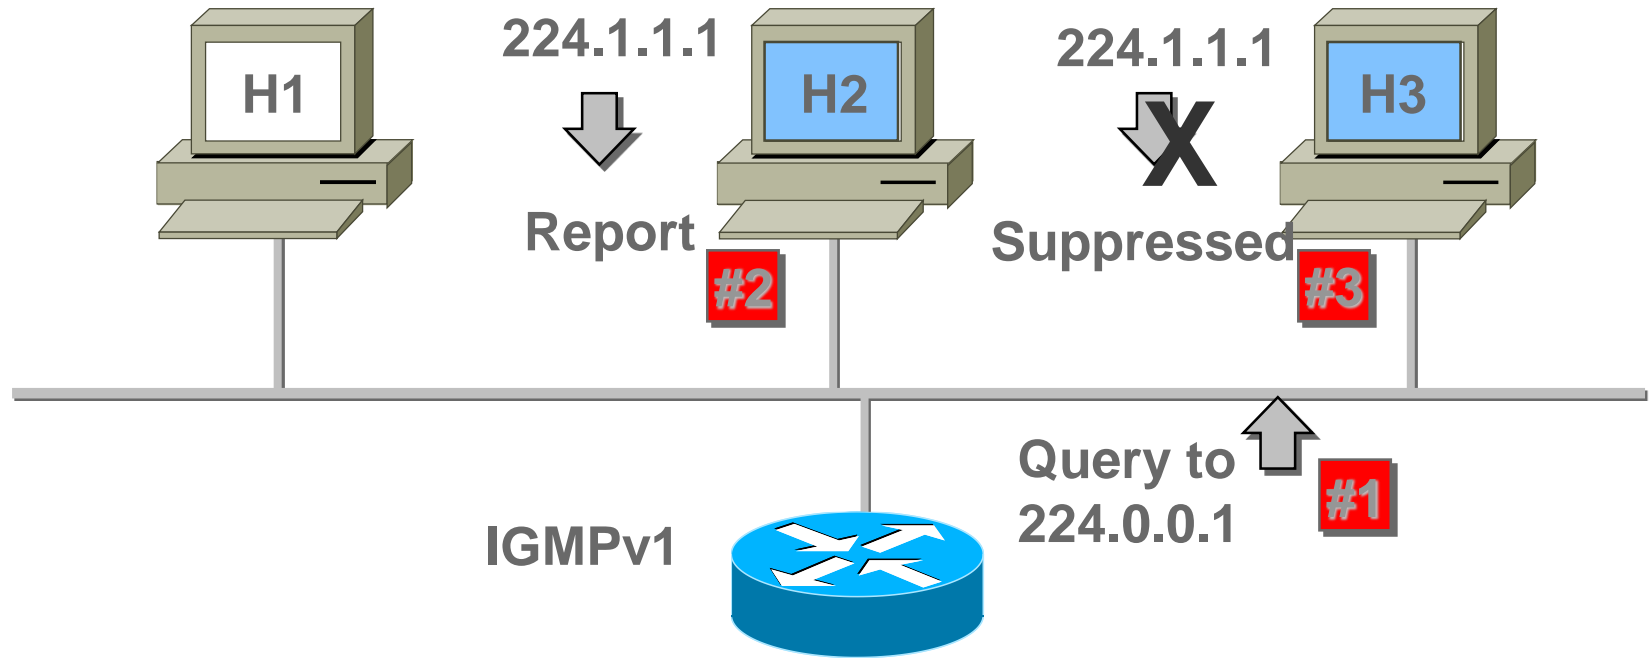 H1
224.1.1.1
H2
224.1.1.1
H3
X
Report
#2
Suppressed
#3
Query to
224.0.0.1
#1
IGMPv1